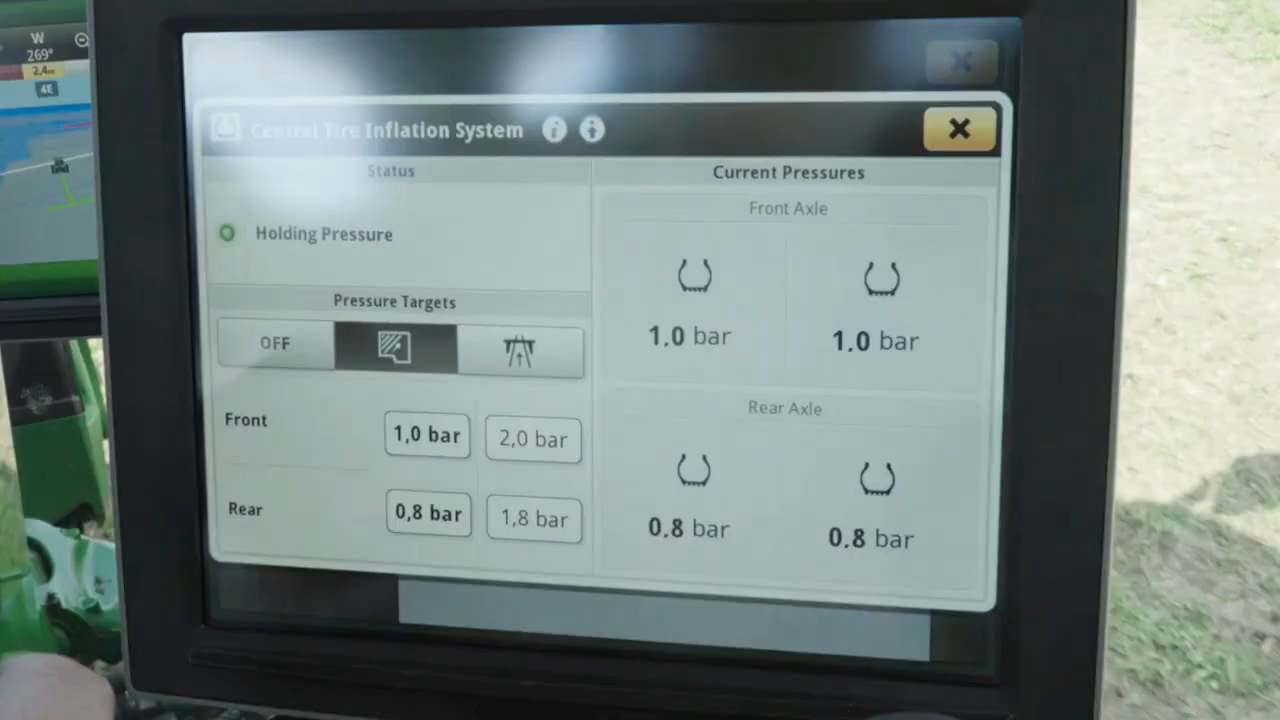 W
269°
2,4m
4E
Central Tire Inflation System
Status
Holding Pressure
Pressure Targets
OFF
Front
1,0 bar
2,0 bar
Rear
0,8 bar
1,8 bar
Current Pressures
Front Axle
1.0 bar
1.0 bar
Rear Axle
0.8 bar
0.8 bar